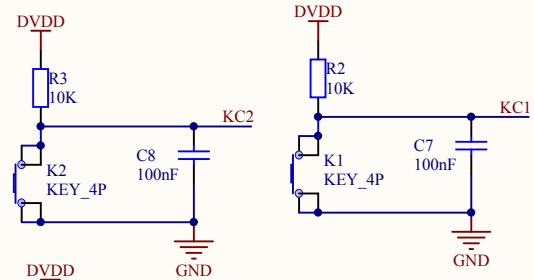 DVDD
R3
10K
KC2
C8
100nF
K2
KEY_4P
GND
DVDD
DVDD
R2
10K
KC1
C7
100nF
K1
KEY_4P
GND